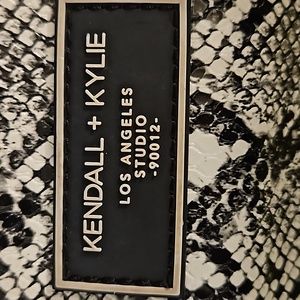 KENDALL + KYLIE
LOS ANGELES
STUDIO
-90012-